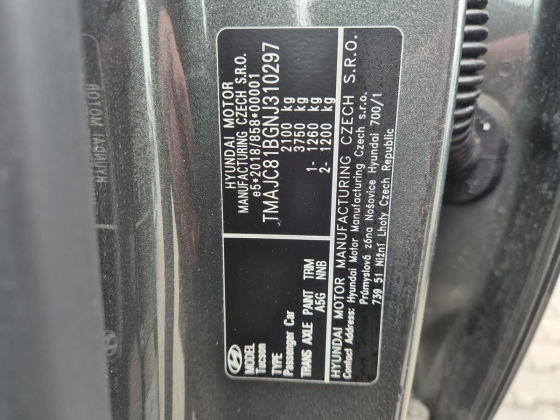 HYUNDAI MOTOR
MANUFACTURING CZECH S.R.O.
e5*2018/858*00001
TMAJC81BGNJ310297
2100 kg
3750 kg
1- 1260 kg
2- 1200 kg
MODEL
Tucson
TYPE
Passenger Car
TRANS AXLE PAINT TRIM
A5G NNB
HYUNDAI MOTOR MANUFACTURING CZECH S.R.O.
Contact Address: Hyundai Motor Manufacturing Czech s.r.o.
Průmyslová zóna Nošovice Hyundai 700/1
739 51 Nižní Lhoty Czech Republic